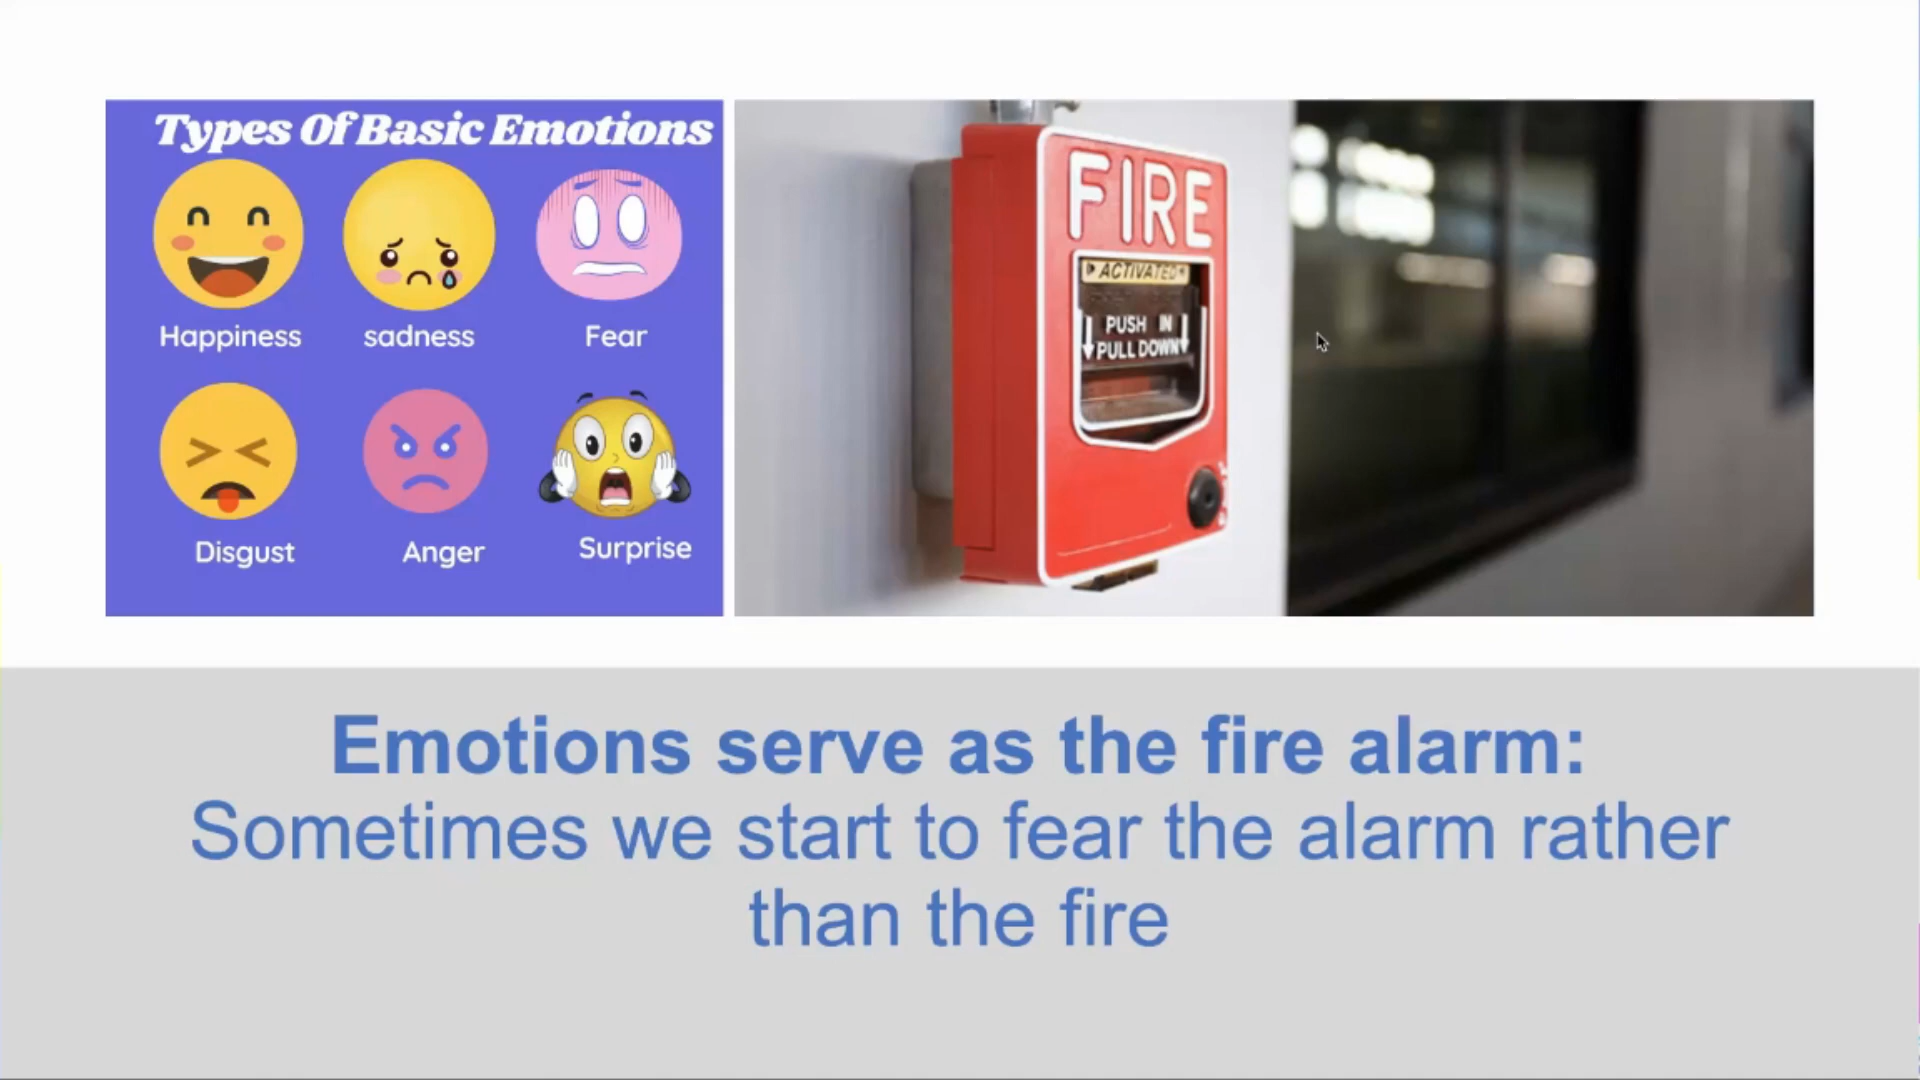 Types Of Basic Emotions
Happiness
sadness
Fear
Disgust
Anger
Surprise
FIRE
ACTIVATED
PUSH IN
PULL DOWN
Emotions serve as the fire alarm:
Sometimes we start to fear the alarm rather
than the fire